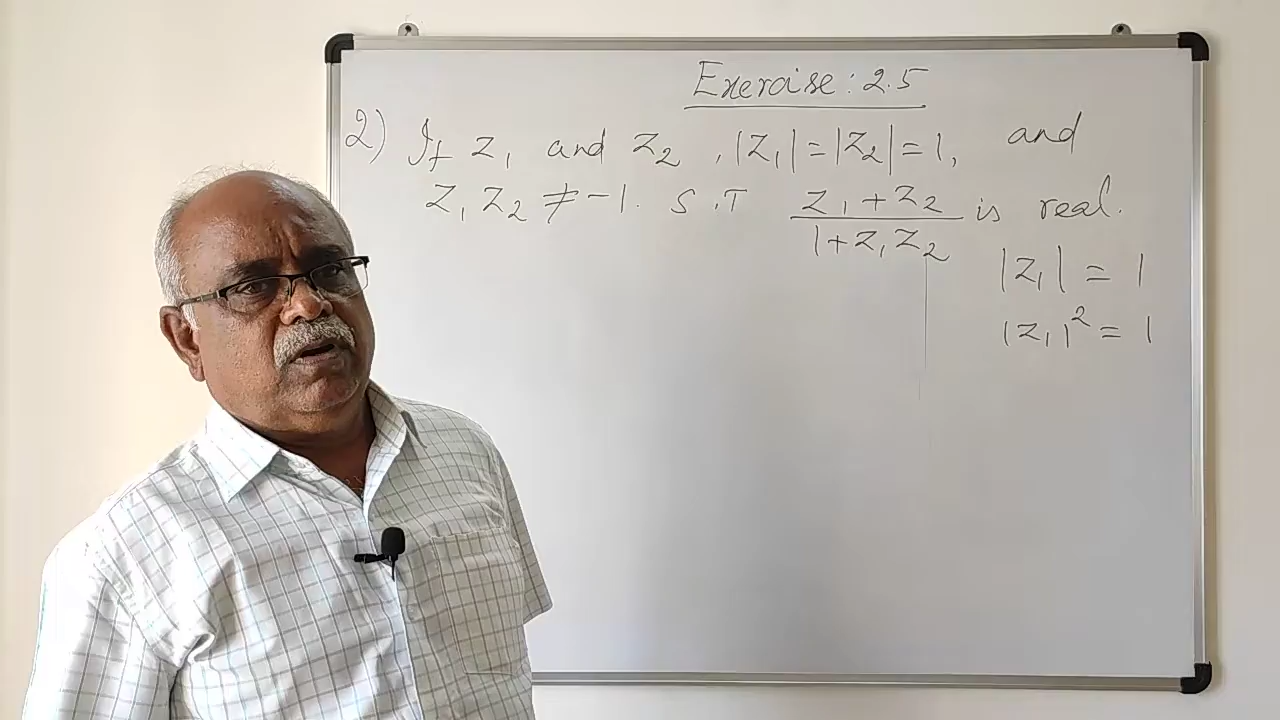 Exercise: 2.5
2) If z₁ and z₂, |z₁| = |z₂| = 1, and
z₁ z₂ ≠ -1. S.T (z₁ + z₂)/(1 + z₁ z₂) is real.
|z₁| = 1
|z₁|² = 1